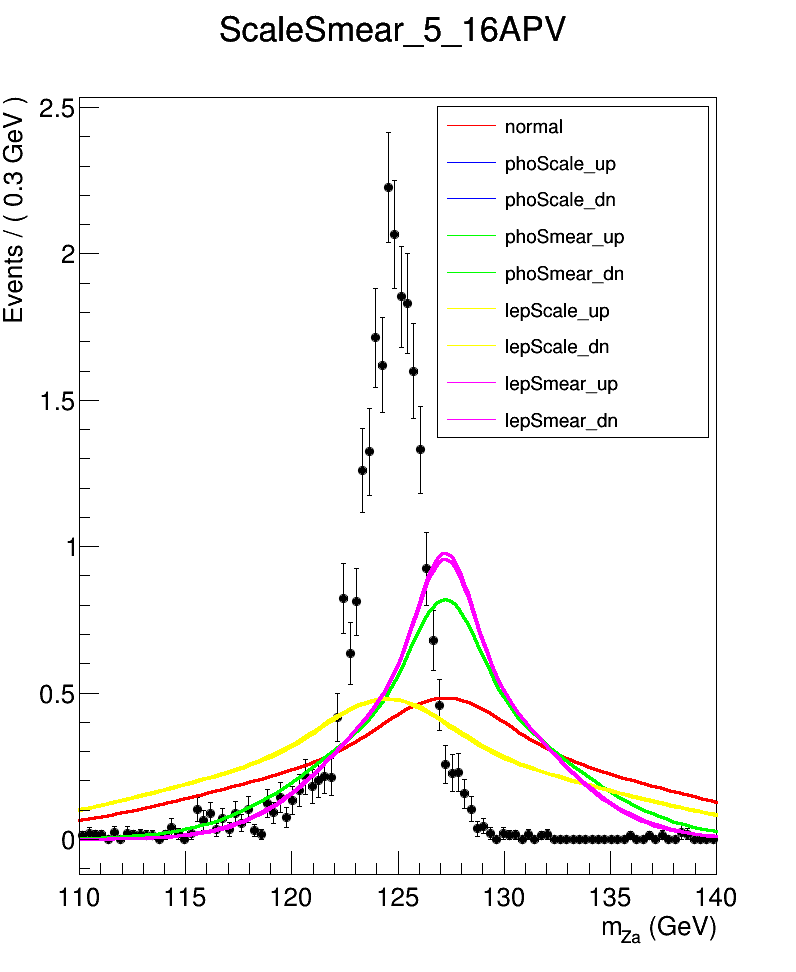 ScaleSmear_5_16APV
Events / ( 0.3 GeV )
2.5
2
1.5
1
0.5
0
normal
phoScale_up
phoScale_dn
phoSmear_up
phoSmear_dn
lepScale_up
lepScale_dn
lepSmear_up
lepSmear_dn
110 115 120 125 130 135 140
m_Za (GeV)